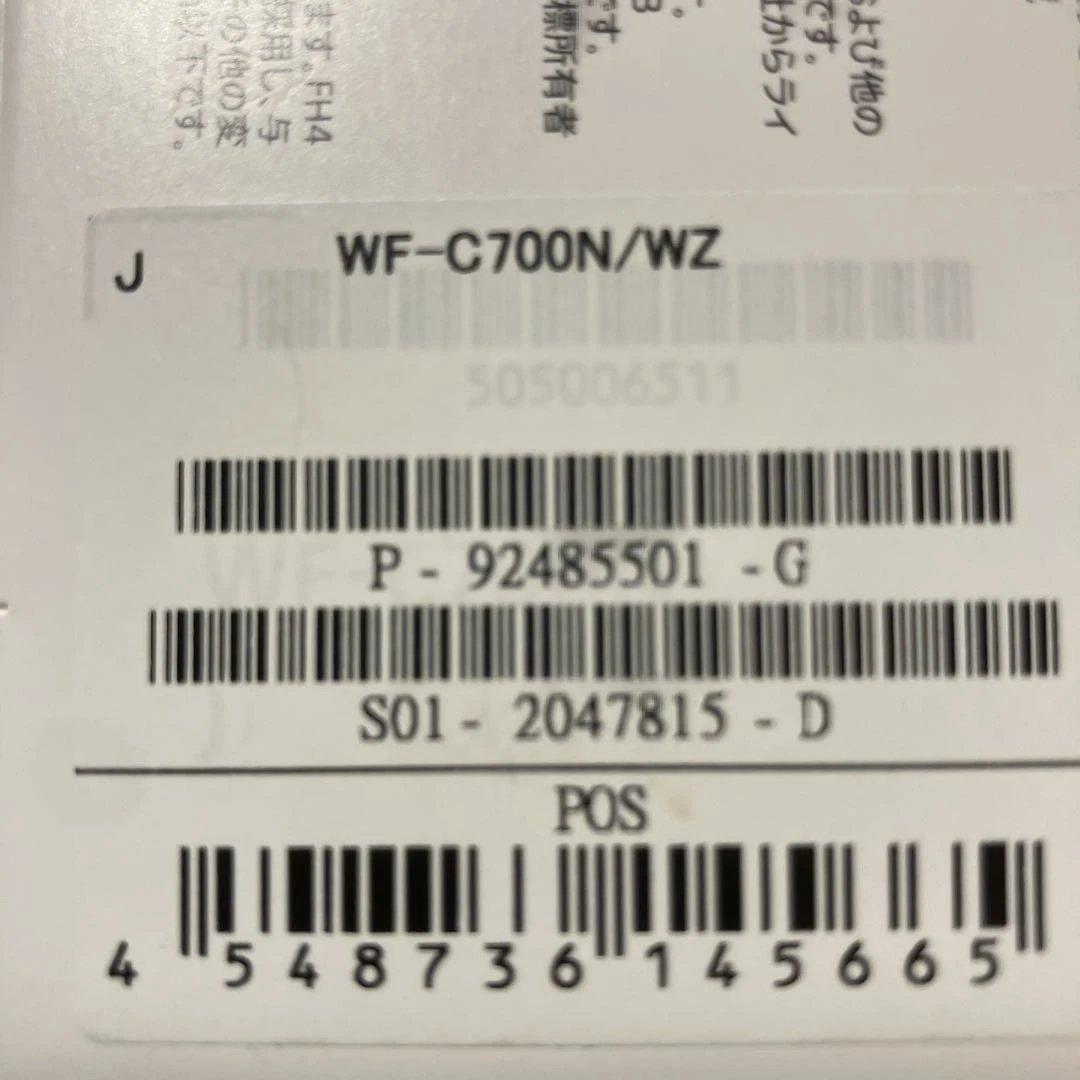 ます。FH4
採用し、与
の他の変
以下です。
B
す。
標所有者
および他の
です。
からライ
J
WF-C700N/WZ
505006511
P - 92485501 - G
S01 - 2047815 - D
POS
4 548736 145665